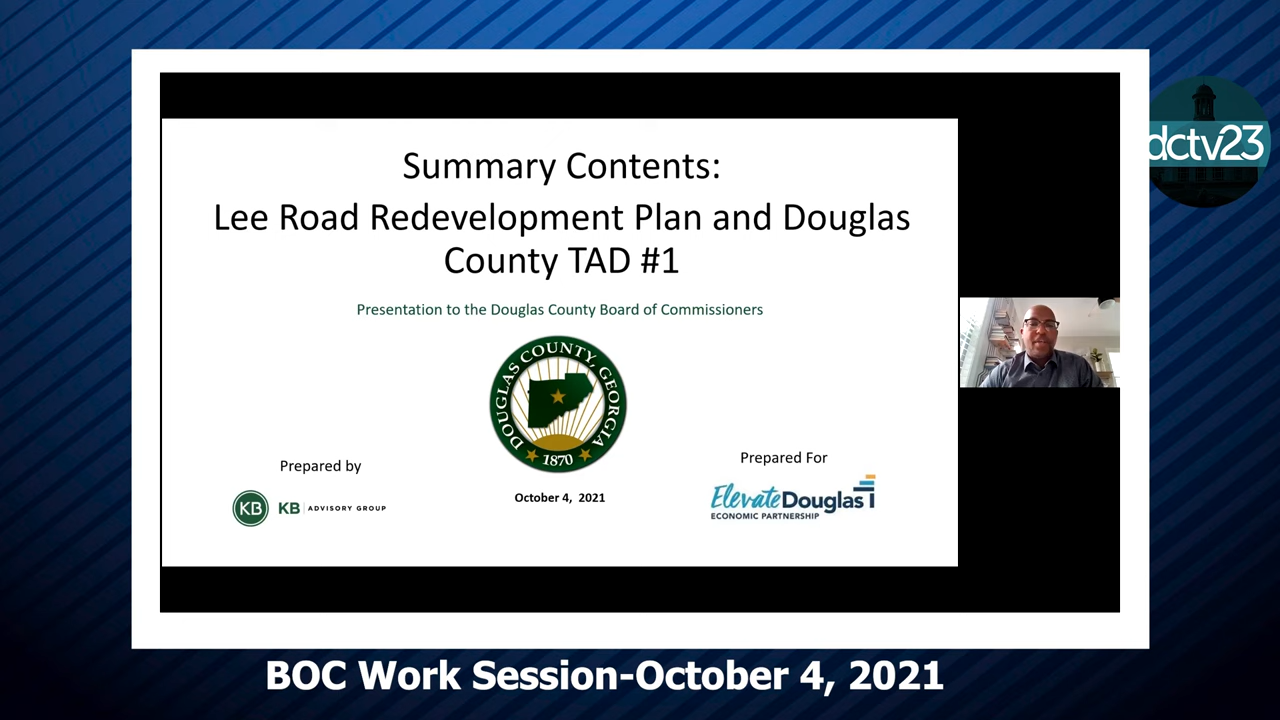 Summary Contents:
Lee Road Redevelopment Plan and Douglas
County TAD #1
Presentation to the Douglas County Board of Commissioners
DOUGLAS COUNTY, GEORGIA
1870
Prepared by
KB KB ADVISORY GROUP
October 4, 2021
Prepared For
ElevateDouglas
ECONOMIC PARTNERSHIP
dctv23
BOC Work Session-October 4, 2021